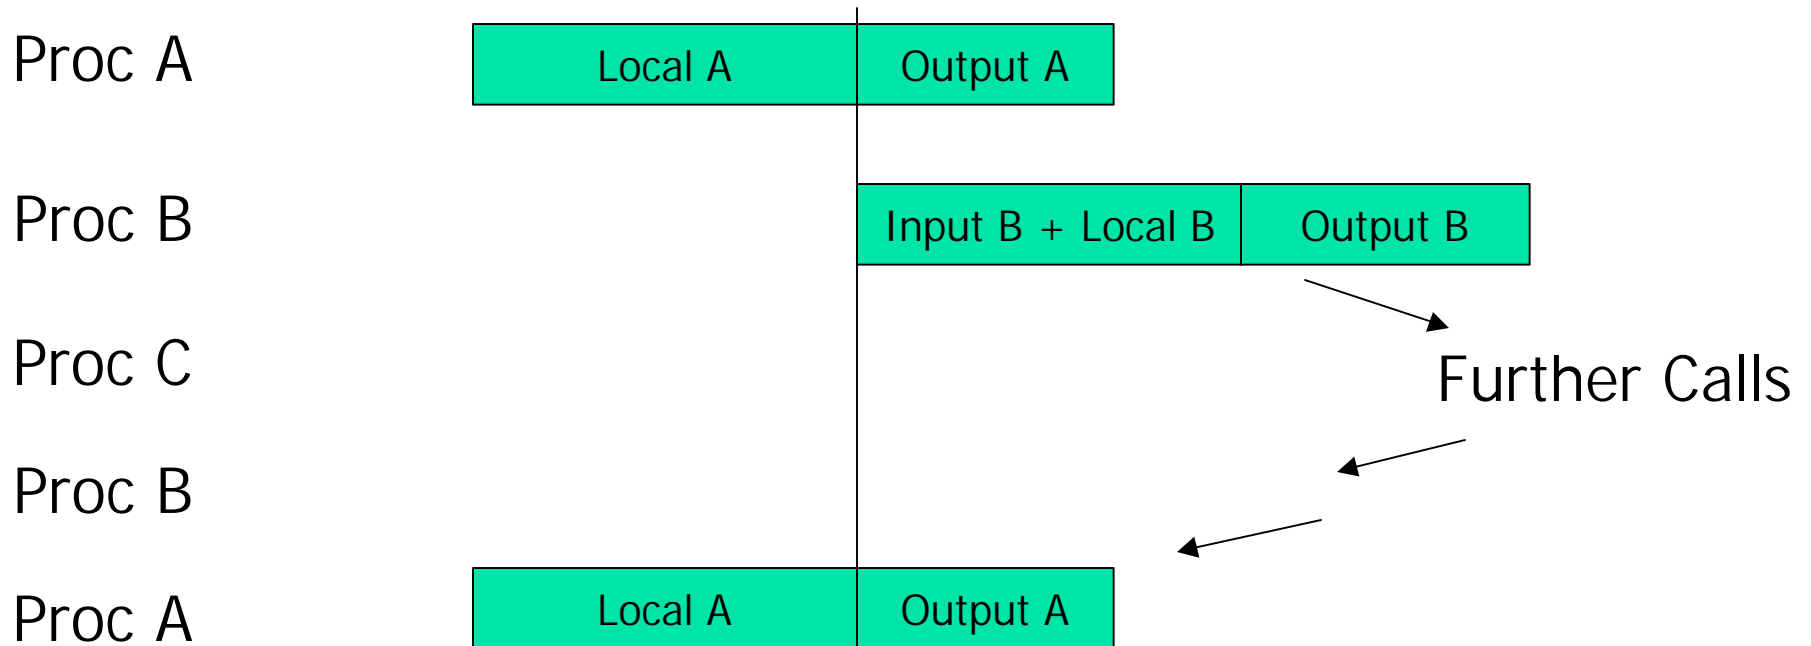 Proc A
Local A
Output A
Proc B
Input B + Local B
Output B
Proc C
Further Calls
Proc B
Proc A
Local A
Output A